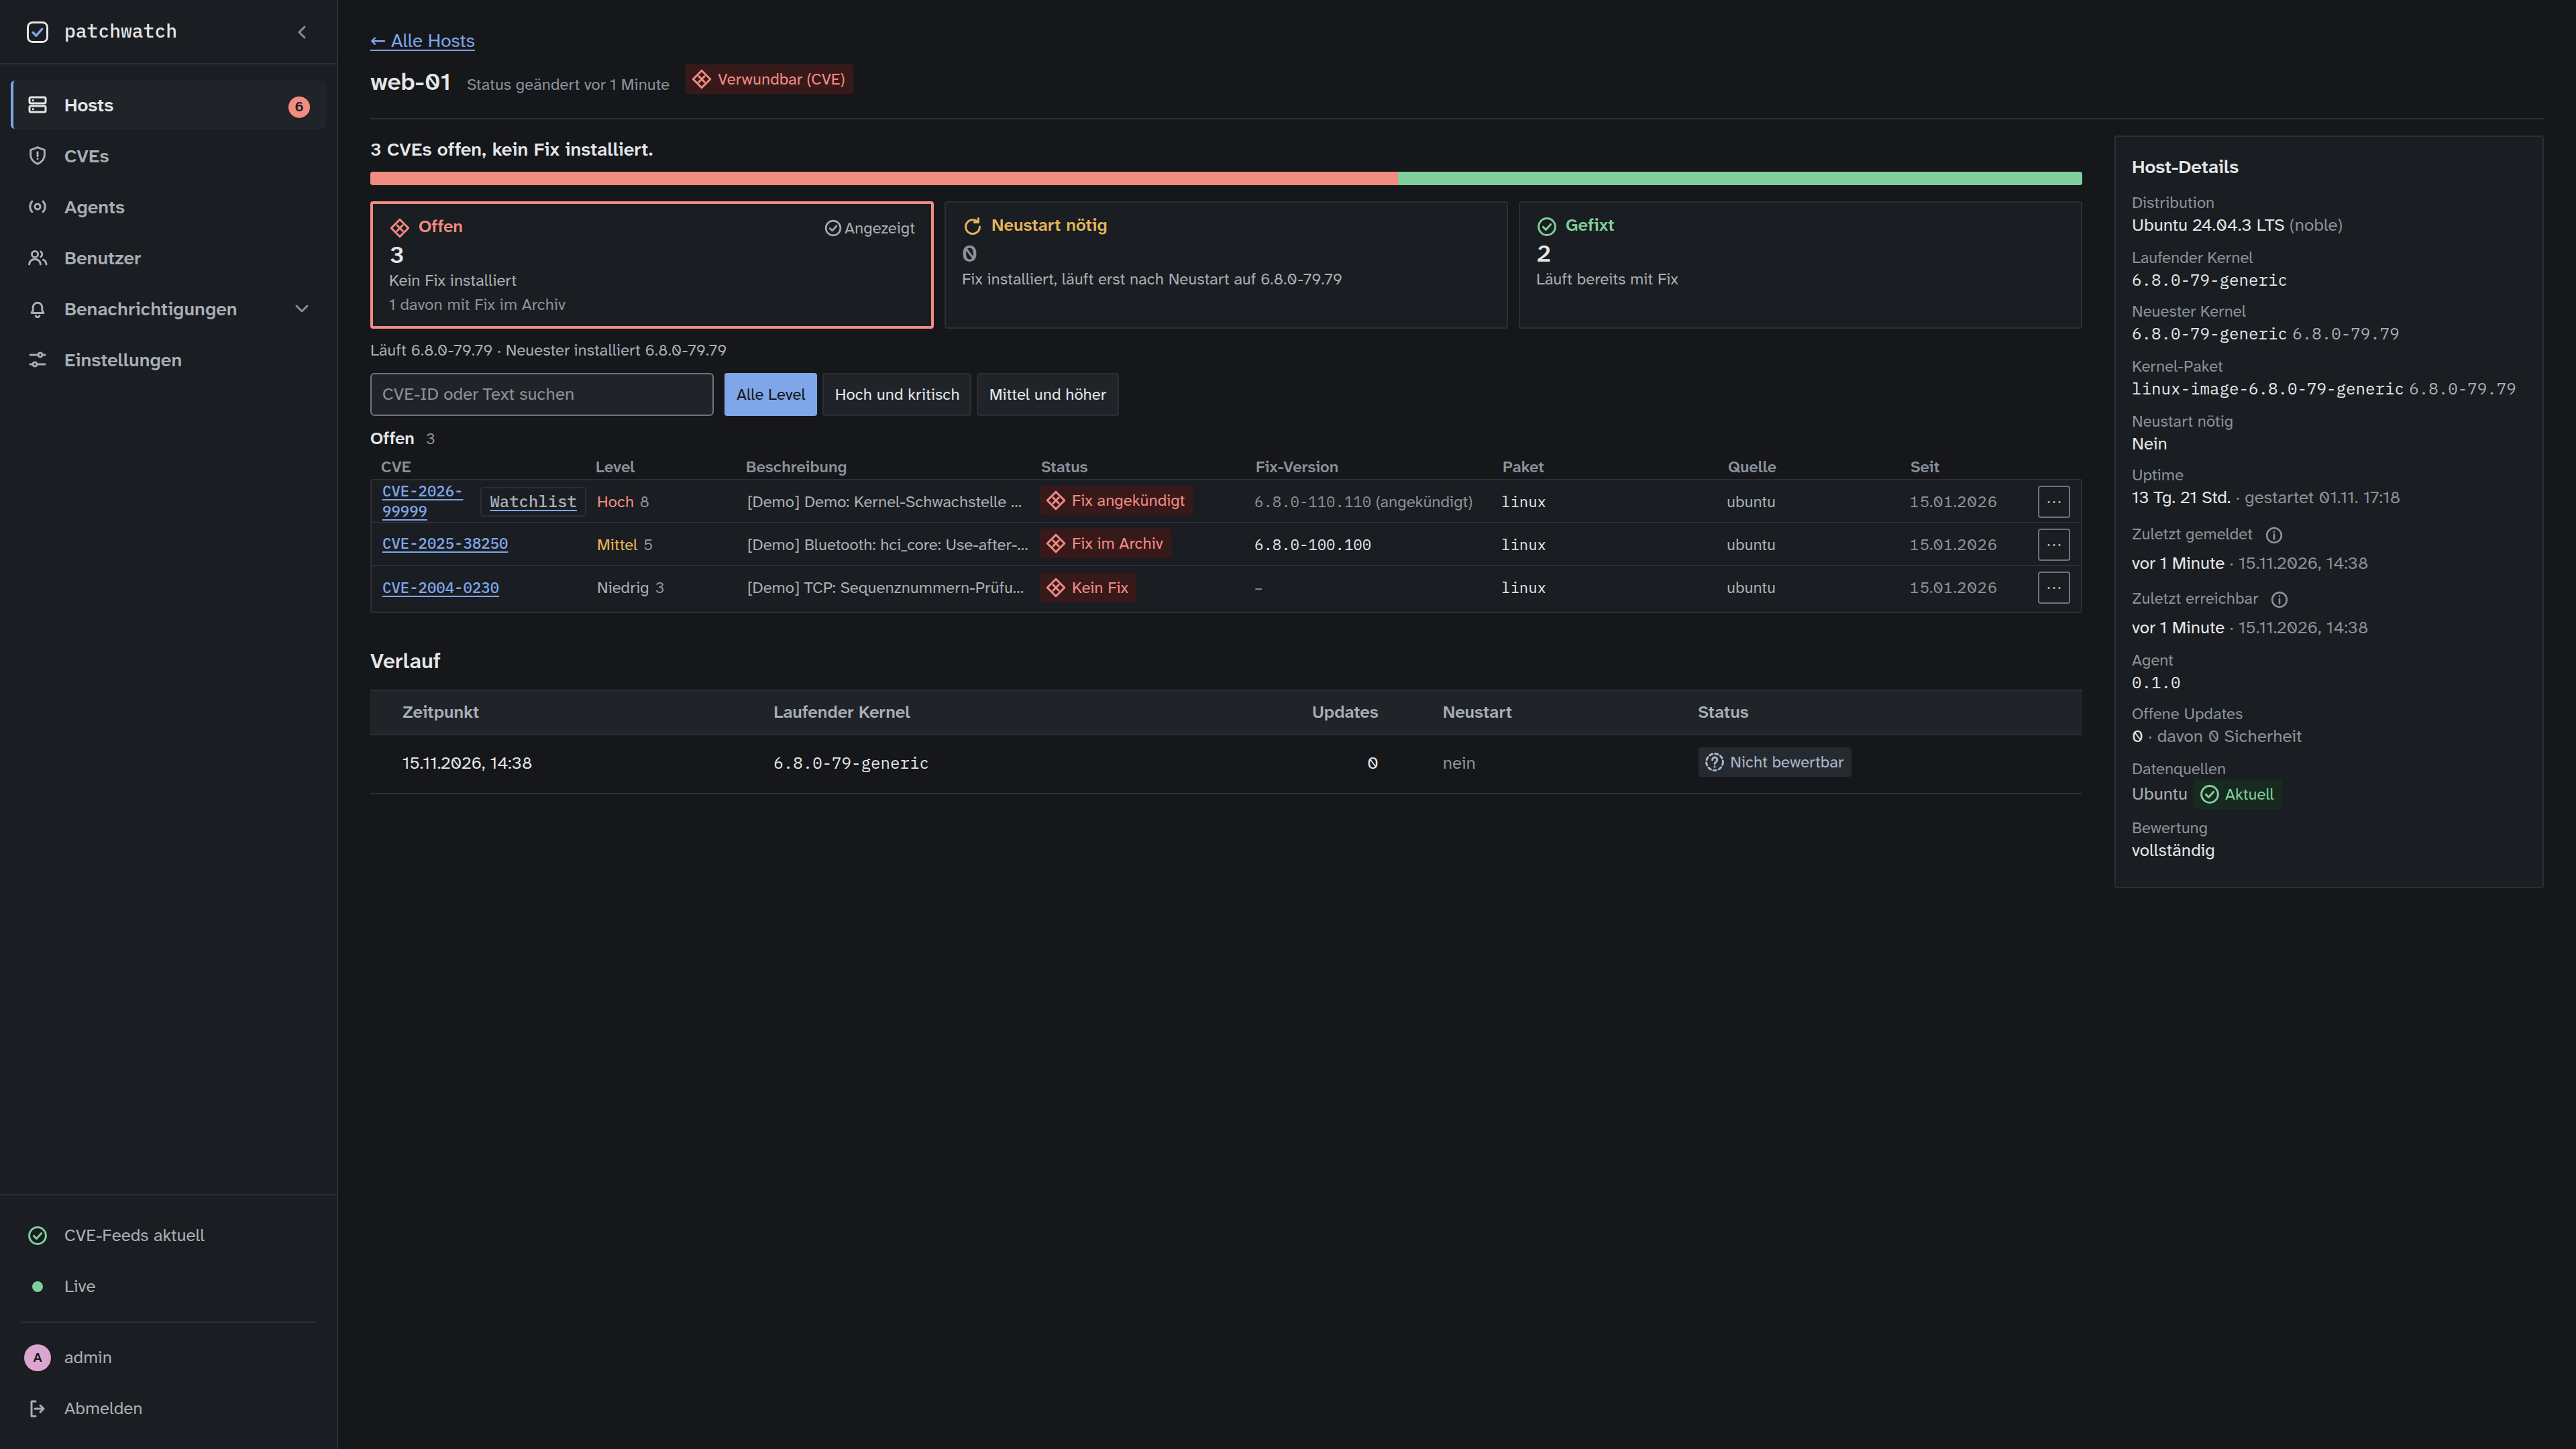 patchwatch
Hosts 6
CVEs
Agents
Benutzer
Benachrichtigungen
Einstellungen
CVE-Feeds aktuell
Live
A admin
Abmelden
← Alle Hosts
web-01 Status geändert vor 1 Minute Verwundbar (CVE)
3 CVEs offen, kein Fix installiert.
Offen Angezeigt
3
Kein Fix installiert
1 davon mit Fix im Archiv
Neustart nötig
0
Fix installiert, läuft erst nach Neustart auf 6.8.0-79.79
Gefixt
2
Läuft bereits mit Fix
Läuft 6.8.0-79.79 · Neuester installiert 6.8.0-79.79
CVE-ID oder Text suchen Alle Level Hoch und kritisch Mittel und höher
Offen 3
CVE Level Beschreibung Status Fix-Version Paket Quelle Seit
CVE-2026-
99999 Watchlist Hoch 8 [Demo] Demo: Kernel-Schwachstelle ... Fix angekündigt 6.8.0-110.110 (angekündigt) linux ubuntu 15.01.2026 ...
CVE-2025-38250 Mittel 5 [Demo] Bluetooth: hci_core: Use-after-... Fix im Archiv 6.8.0-100.100 linux ubuntu 15.01.2026 ...
CVE-2004-0230 Niedrig 3 [Demo] TCP: Sequenznummern-Prüfu... Kein Fix – linux ubuntu 15.01.2026 ...
Verlauf
Zeitpunkt Laufender Kernel Updates Neustart Status
15.11.2026, 14:38 6.8.0-79-generic 0 nein Nicht bewertbar
Host-Details
Distribution
Ubuntu 24.04.3 LTS (noble)
Laufender Kernel
6.8.0-79-generic
Neuester Kernel
6.8.0-79-generic 6.8.0-79.79
Kernel-Paket
linux-image-6.8.0-79-generic 6.8.0-79.79
Neustart nötig
Nein
Uptime
13 Tg. 21 Std. · gestartet 01.11. 17:18
Zuletzt gemeldet
vor 1 Minute · 15.11.2026, 14:38
Zuletzt erreichbar
vor 1 Minute · 15.11.2026, 14:38
Agent
0.1.0
Offene Updates
0 · davon 0 Sicherheit
Datenquellen
Ubuntu Aktuell
Bewertung
vollständig